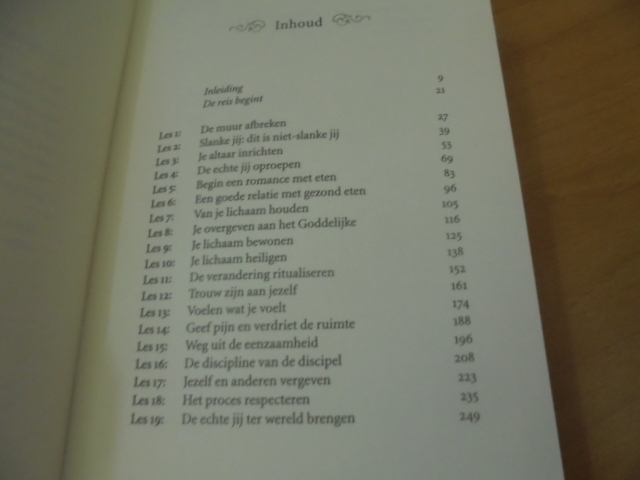 Inhoud
Inleiding 9
De reis begint 21
Les 1: De muur afbreken 27
Les 2: Slanke jij: dit is niet-slanke jij 39
Les 3: Je altaar inrichten 53
Les 4: De echte jij oproepen 69
Les 5: Begin een romance met eten 83
Les 6: Een goede relatie met gezond eten 96
Les 7: Van je lichaam houden 105
Les 8: Je overgeven aan het Goddelijke 116
Les 9: Je lichaam bewonen 125
Les 10: Je lichaam heiligen 138
Les 11: De verandering ritualiseren 152
Les 12: Trouw zijn aan jezelf 161
Les 13: Voelen wat je voelt 174
Les 14: Geef pijn en verdriet de ruimte 188
Les 15: Weg uit de eenzaamheid 196
Les 16: De discipline van de discipel 208
Les 17: Jezelf en anderen vergeven 223
Les 18: Het proces respecteren 235
Les 19: De echte jij ter wereld brengen 249